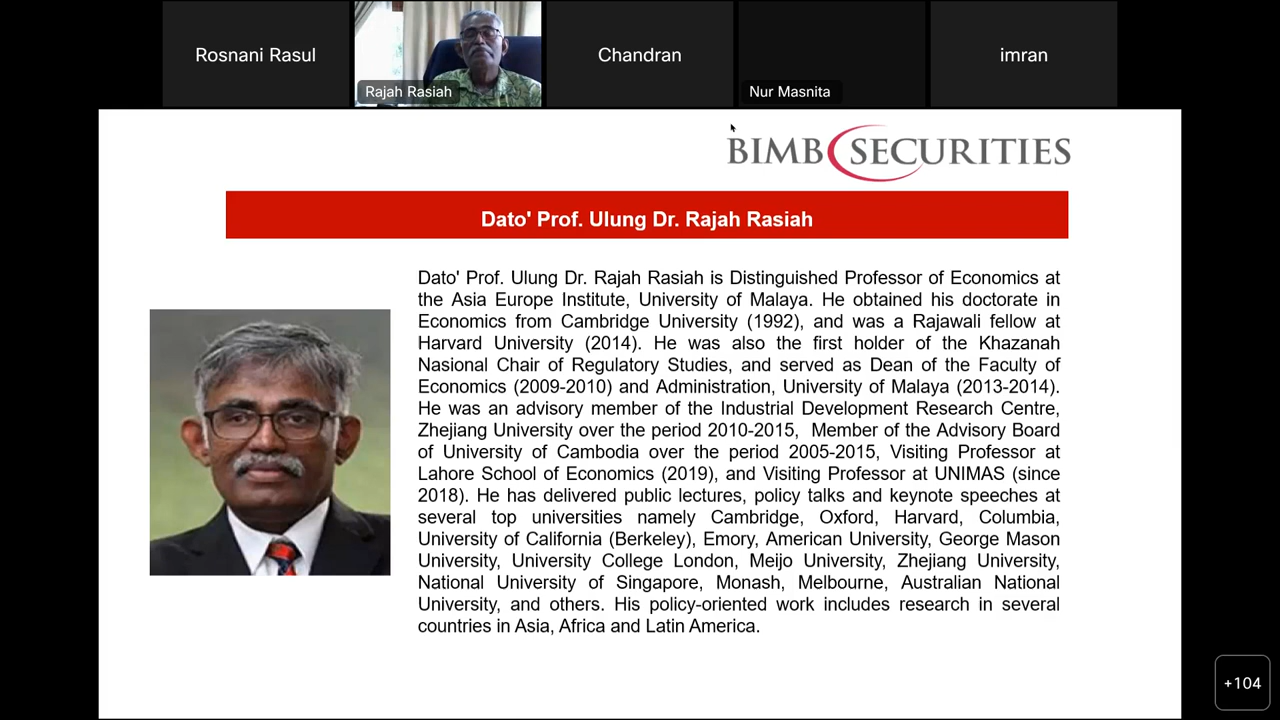 Rosnani Rasul
Rajah Rasiah
Chandran
Nur Masnita
imran
BIMB SECURITIES
Dato' Prof. Ulung Dr. Rajah Rasiah
Dato' Prof. Ulung Dr. Rajah Rasiah is Distinguished Professor of Economics at
the Asia Europe Institute, University of Malaya. He obtained his doctorate in
Economics from Cambridge University (1992), and was a Rajawali fellow at
Harvard University (2014). He was also the first holder of the Khazanah
Nasional Chair of Regulatory Studies, and served as Dean of the Faculty of
Economics (2009-2010) and Administration, University of Malaya (2013-2014).
He was an advisory member of the Industrial Development Research Centre,
Zhejiang University over the period 2010-2015, Member of the Advisory Board
of University of Cambodia over the period 2005-2015, Visiting Professor at
Lahore School of Economics (2019), and Visiting Professor at UNIMAS (since
2018). He has delivered public lectures, policy talks and keynote speeches at
several top universities namely Cambridge, Oxford, Harvard, Columbia,
University of California (Berkeley), Emory, American University, George Mason
University, University College London, Meijo University, Zhejiang University,
National University of Singapore, Monash, Melbourne, Australian National
University, and others. His policy-oriented work includes research in several
countries in Asia, Africa and Latin America.
+104